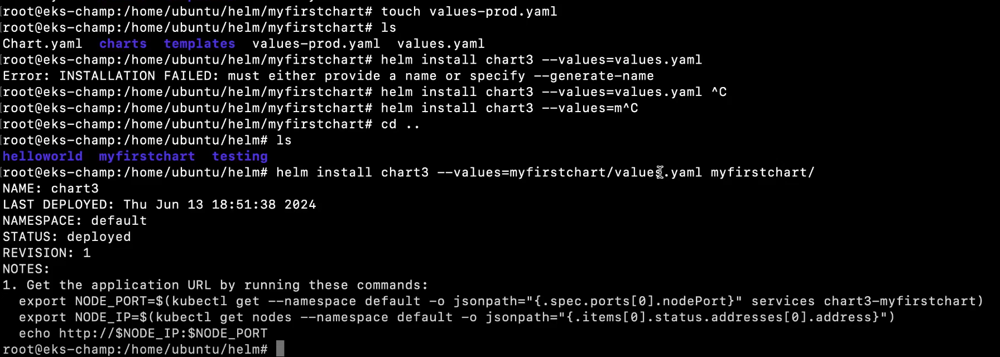 root@eks-champ:/home/ubuntu/helm/myfirstchart# touch values-prod.yaml
root@eks-champ:/home/ubuntu/helm/myfirstchart# ls
Chart.yaml  charts  templates  values-prod.yaml  values.yaml
root@eks-champ:/home/ubuntu/helm/myfirstchart# helm install chart3 --values=values.yaml
Error: INSTALLATION FAILED: must either provide a name or specify --generate-name
root@eks-champ:/home/ubuntu/helm/myfirstchart# helm install chart3 --values=values.yaml ^C
root@eks-champ:/home/ubuntu/helm/myfirstchart# helm install chart3 --values=m^C
root@eks-champ:/home/ubuntu/helm/myfirstchart# cd ..
root@eks-champ:/home/ubuntu/helm# ls
helloworld  myfirstchart  testing
root@eks-champ:/home/ubuntu/helm# helm install chart3 --values=myfirstchart/values.yaml myfirstchart/
NAME: chart3
LAST DEPLOYED: Thu Jun 13 18:51:38 2024
NAMESPACE: default
STATUS: deployed
REVISION: 1
NOTES:
1. Get the application URL by running these commands:
  export NODE_PORT=$(kubectl get --namespace default -o jsonpath="{.spec.ports[0].nodePort}" services chart3-myfirstchart)
  export NODE_IP=$(kubectl get nodes --namespace default -o jsonpath="{.items[0].status.addresses[0].address}")
  echo http://$NODE_IP:$NODE_PORT
root@eks-champ:/home/ubuntu/helm#